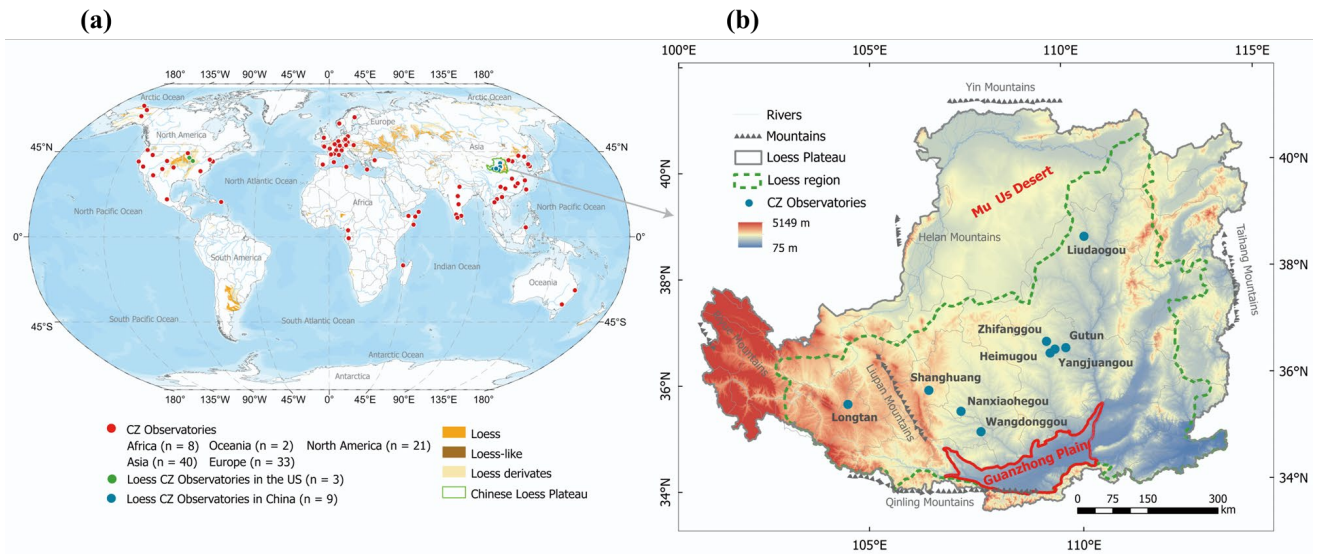 (a)
(b)
180° 135°W 90°W 45°W 0° 45°E 90°E 135°E 180°
Arctic Ocean
Arctic Ocean
Europe
North America
Asia
45°N
45°N
North Atlantic Ocean
North Pacific Ocean
North Pacific Ocean
Africa
0°
0°
South America
Indian Ocean
Oceania
South Pacific Ocean
South Atlantic Ocean
45°S
45°S
Antarctic Ocean
Antarctica
180° 135°W 90°W 45°W 0° 45°E 90°E 135°E 180°
CZ Observatories
Africa (n = 8) Oceania (n = 2) North America (n = 21)
Asia (n = 40) Europe (n = 33)
Loess CZ Observatories in the US (n = 3)
Loess CZ Observatories in China (n = 9)
Loess
Loess-like
Loess derivates
Chinese Loess Plateau
100°E 105°E 110°E 115°E
Yin Mountains
Rivers
Mountains
Loess Plateau
Loess region
CZ Observatories
5149 m
75 m
40°N
40°N
Mu Us Desert
Helan Mountains
Liudaogou
Taihang Mountains
38°N
38°N
Zhifanggou
Gutun
Heimugou
Yangjuangou
Mountains
Liupan Mountains
36°N
36°N
Shanghuang
Longtan
Nanxiaohegou
Wangdonggou
Guanzhong Plain
34°N
34°N
Qinling Mountains
0 75 150 300
km
105°E 110°E